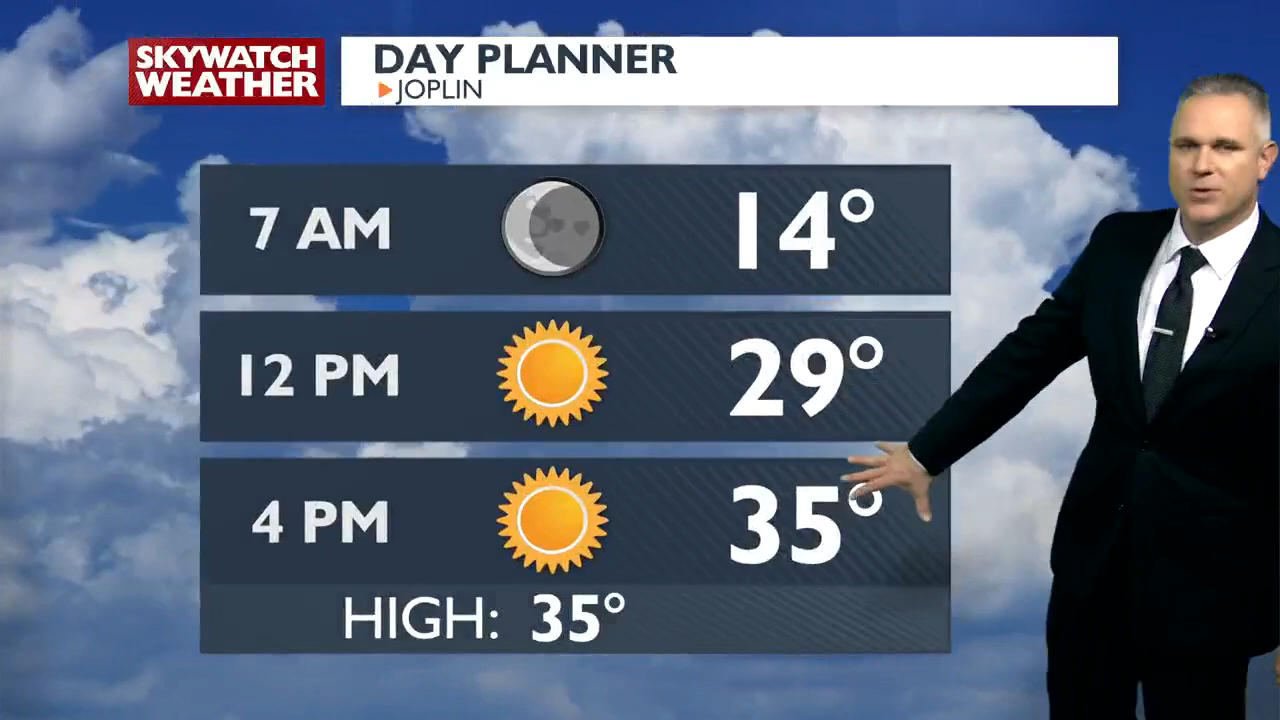 SKYWATCH
WEATHER
DAY PLANNER
JOPLIN
7 AM 14°
12 PM 29°
4 PM 35°
HIGH: 35°